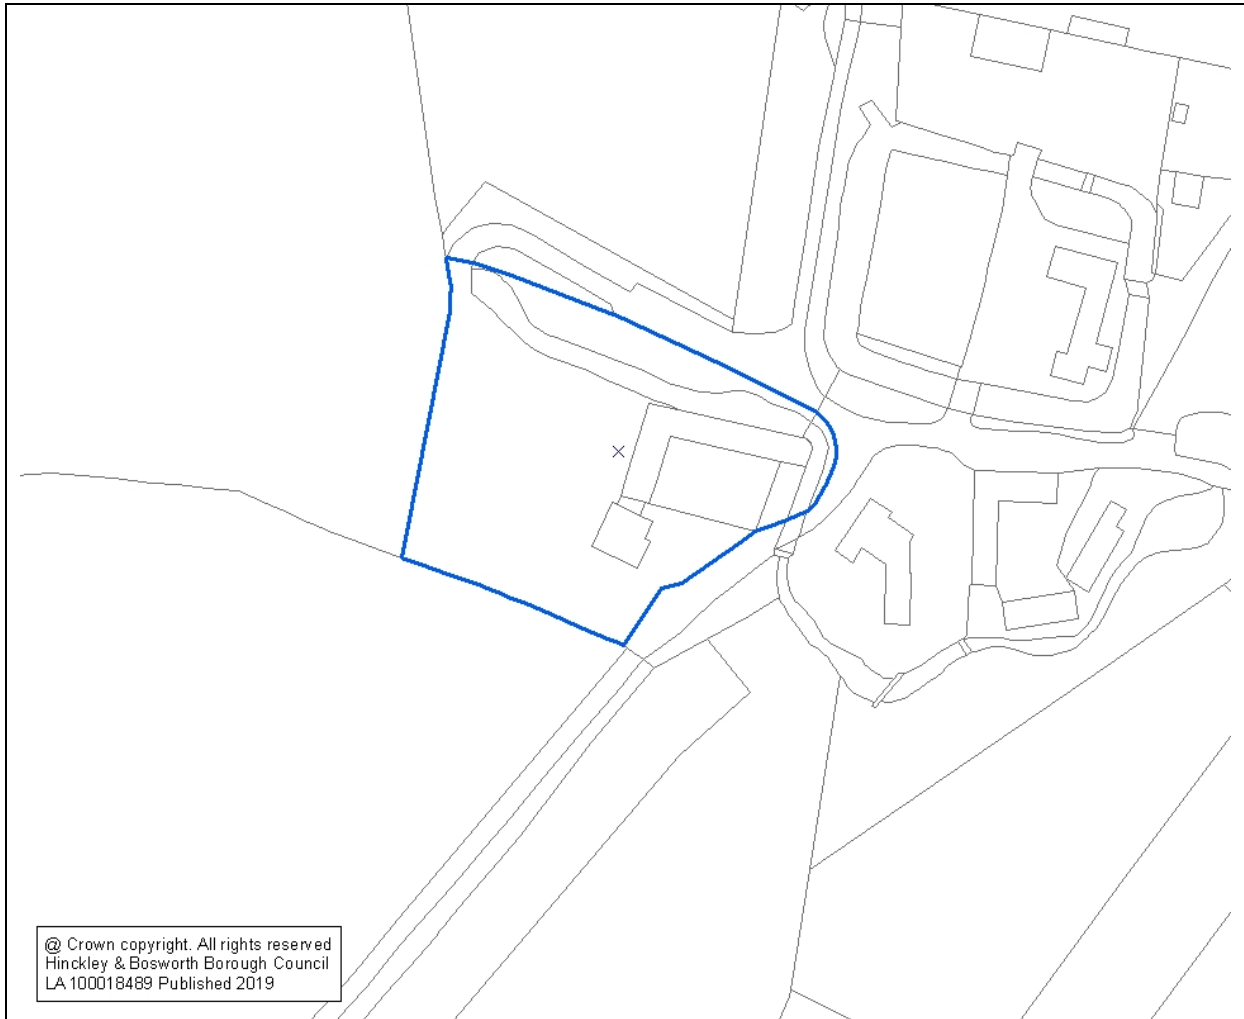 @ Crown copyright. All rights reserved
Hinckley & Bosworth Borough Council
LA 100018489 Published 2019